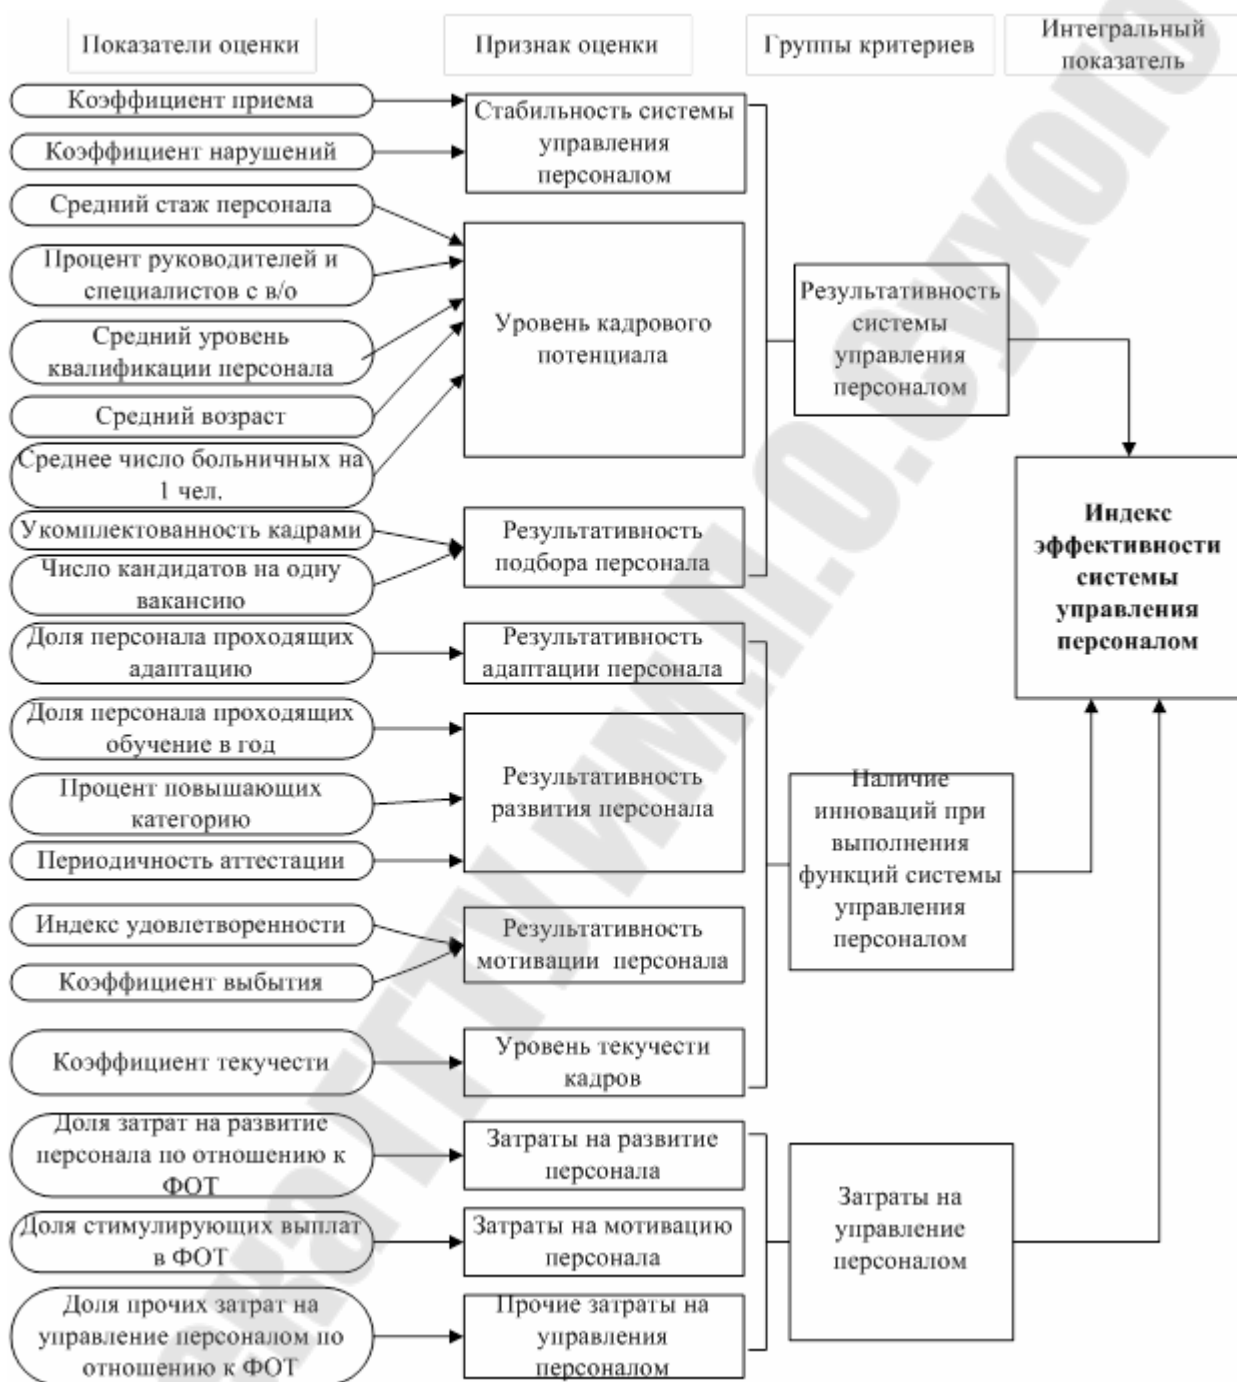 Показатели оценки
Признак оценки
Группы критериев
Интегральный
показатель
Коэффициент приема
Коэффициент нарушений
Средний стаж персонала
Процент руководителей и
специалистов с в/о
Средний уровень
квалификации персонала
Средний возраст
Среднее число больничных на
1 чел.
Укомплектованность кадрами
Число кандидатов на одну
вакансию
Доля персонала проходящих
адаптацию
Доля персонала проходящих
обучение в год
Процент повышающих
категорию
Периодичность аттестации
Индекс удовлетворенности
Коэффициент выбытия
Коэффициент текучести
Доля затрат на развитие
персонала по отношению к
ФОТ
Доля стимулирующих выплат
в ФОТ
Доля прочих затрат на
управление персоналом по
отношению к ФОТ
Стабильность системы
управления
персоналом
Уровень кадрового
потенциала
Результативность
подбора персонала
Результативность
адаптации персонала
Результативность
развития персонала
Результативность
мотивации персонала
Уровень текучести
кадров
Затраты на развитие
персонала
Затраты на мотивацию
персонала
Прочие затраты на
управления
персоналом
Результативность
системы
управления
персоналом
Наличие
инноваций при
выполнения
функций системы
управления
персоналом
Затраты на
управление
персоналом
Индекс
эффективности
системы
управления
персоналом
ГГТУ им.П.О.Сухого